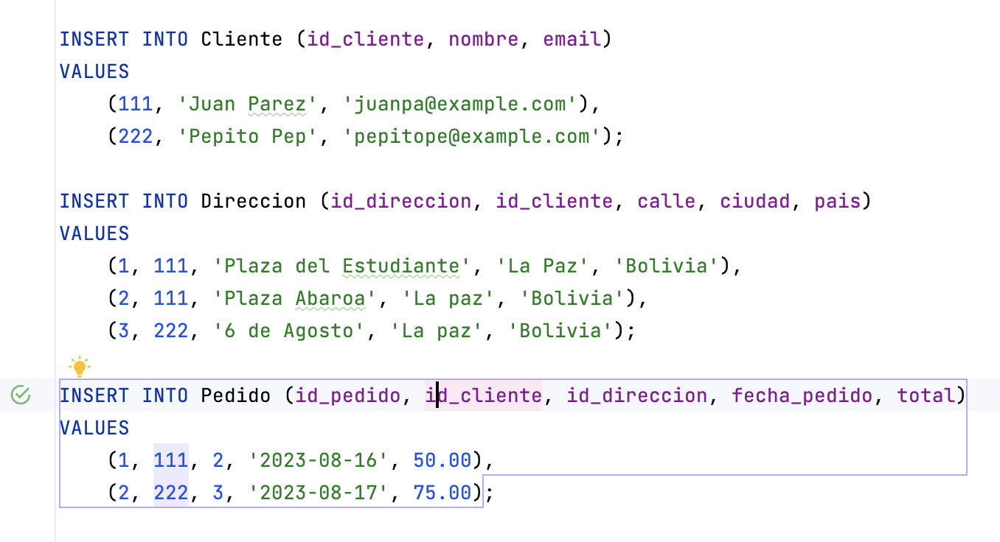 INSERT INTO Cliente (id_cliente, nombre, email)
VALUES
    (111, 'Juan Parez', 'juanpa@example.com'),
    (222, 'Pepito Pep', 'pepitope@example.com');
INSERT INTO Direccion (id_direccion, id_cliente, calle, ciudad, pais)
VALUES
    (1, 111, 'Plaza del Estudiante', 'La Paz', 'Bolivia'),
    (2, 111, 'Plaza Abaroa', 'La paz', 'Bolivia'),
    (3, 222, '6 de Agosto', 'La paz', 'Bolivia');
INSERT INTO Pedido (id_pedido, id_cliente, id_direccion, fecha_pedido, total)
VALUES
    (1, 111, 2, '2023-08-16', 50.00),
    (2, 222, 3, '2023-08-17', 75.00);